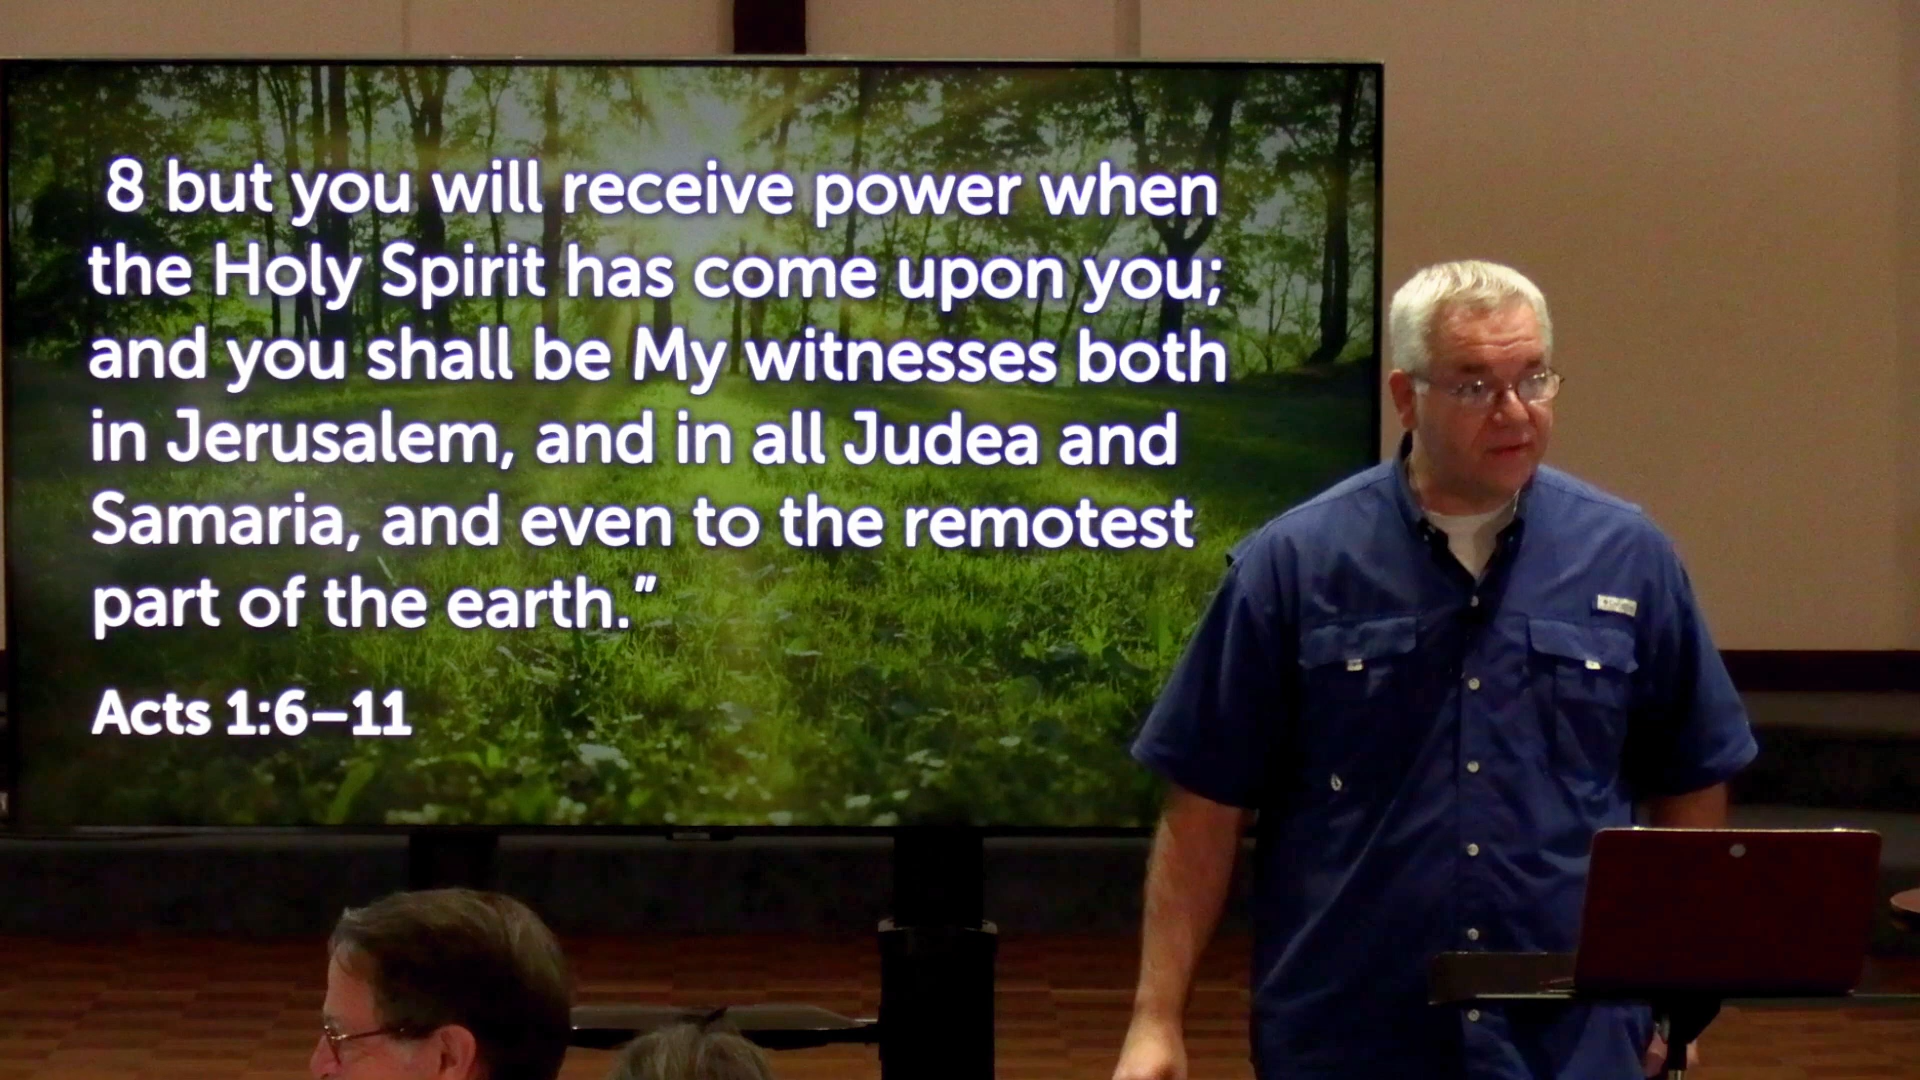 8 but you will receive power when
the Holy Spirit has come upon you;
and you shall be My witnesses both
in Jerusalem, and in all Judea and
Samaria, and even to the remotest
part of the earth.”
Acts 1:6–11